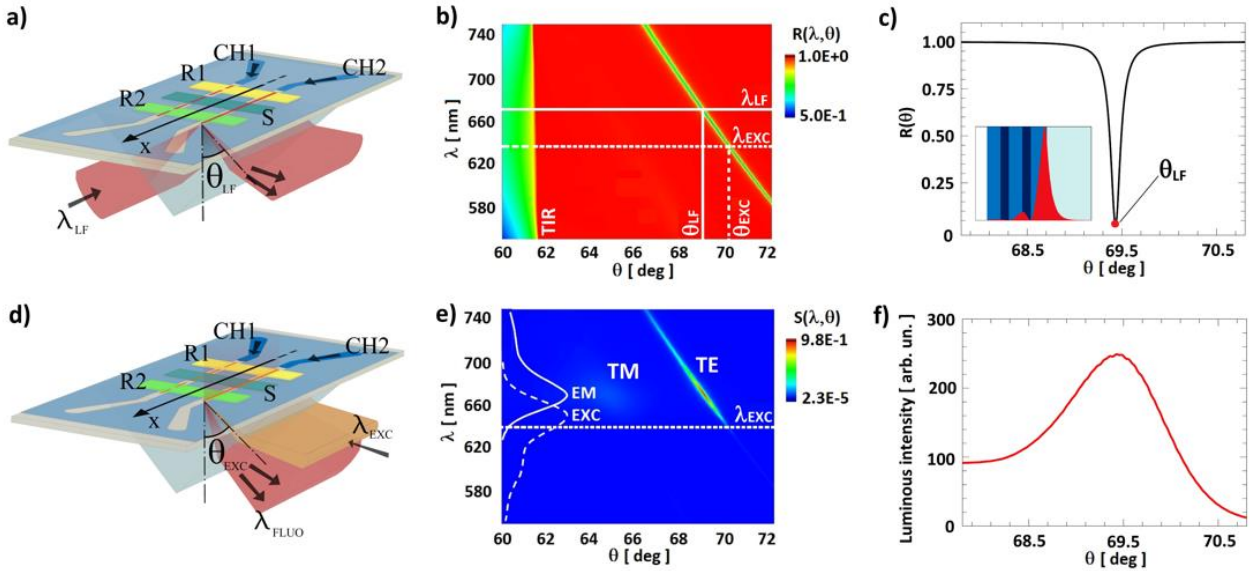 a)
CH1
CH2
R1
R2
S
x
θLF
λLF
b)
R(λ,θ)
1.0E+0
5.0E-1
740
700
660
620
580
λ [ nm]
λLF
λEXC
TIR
θLF
θEXC
60 62 64 66 68 70 72
θ [ deg]
c)
1.00
0.75
0.50
0.25
0
R(θ)
θLF
68.5 69.5 70.5
θ [ deg]
d)
CH1
CH2
R1
R2
S
x
θEXC
λEXC
λFLUO
e)
S(λ,θ)
9.8E-1
2.3E-5
740
700
660
620
580
λ [ nm]
TM
TE
EM
EXC
λEXC
60 62 63 66 68 70 72
θ [ deg]
f)
300
200
100
0
Luminous intensity [ arb. un.]
68.5 69.5 70.5
θ [ deg]